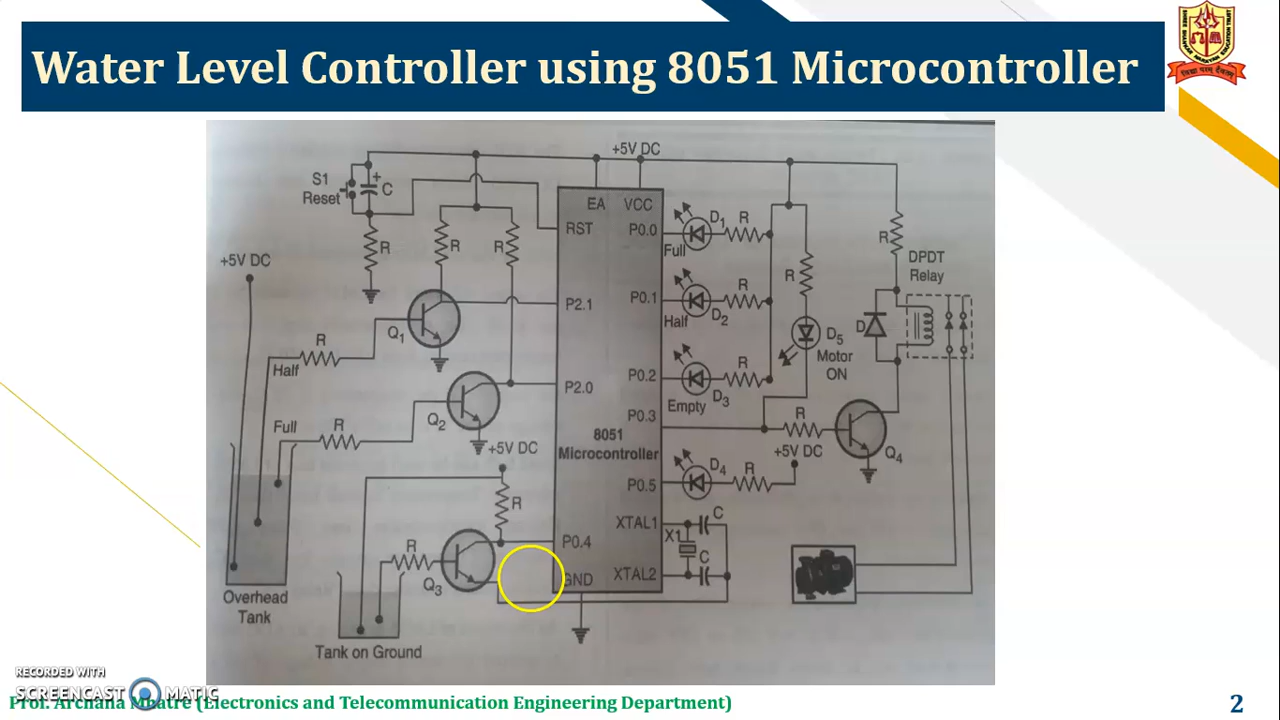 Water Level Controller using 8051 Microcontroller
+5V DC
S1
Reset
C
EA
VCC
RST
P0.0
D1
R
Full
R
R
R
R
DPDT
Relay
+5V DC
P2.1
P0.1
R
D2
Half
R
D
Q1
D5
Motor
ON
R
Half
P2.0
P0.2
R
D3
Empty
Q2
P0.3
R
Q4
Full
R
8051
Microcontroller
+5V DC
+5V DC
D4
R
P0.5
R
XTAL1
X1
C
P0.4
R
Q3
GND
XTAL2
C
Overhead
Tank
Tank on Ground
RECORDED WITH
SCREENCAST MATIC
Prof. Archana Mhatre (Electronics and Telecommunication Engineering Department)
2